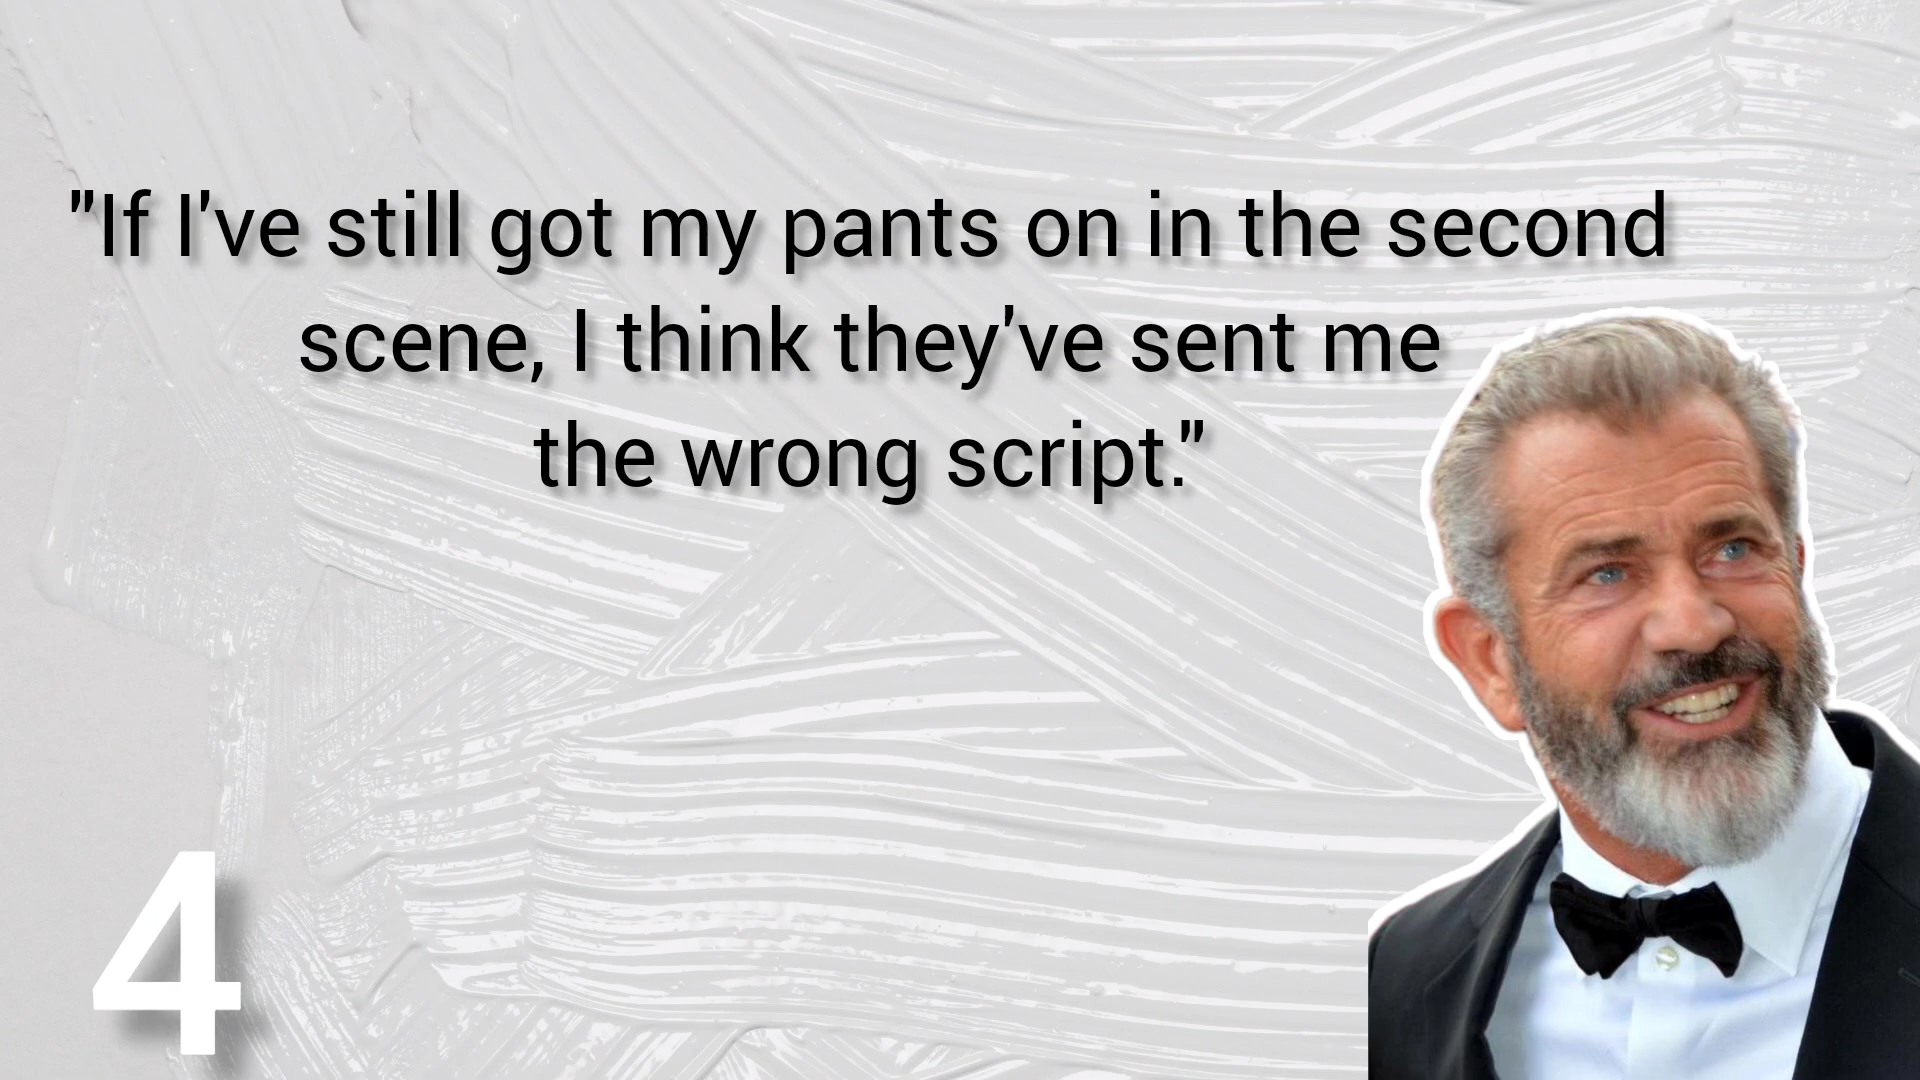 "If I've still got my pants on in the second
scene, I think they've sent me
the wrong script."
4